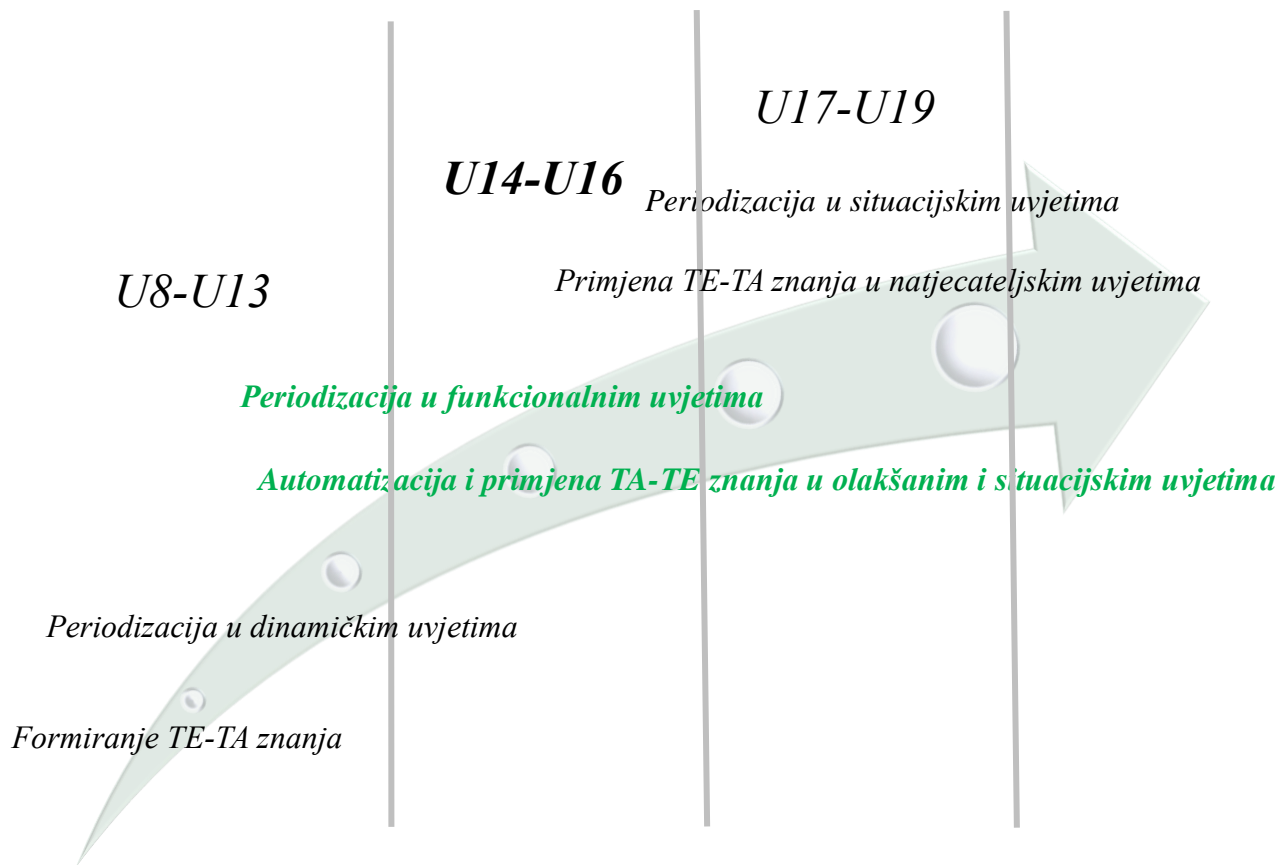 U17-U19
U14-U16
Periodizacija u situacijskim uvjetima
U8-U13
Primjena TE-TA znanja u natjecateljskim uvjetima
Periodizacija u funkcionalnim uvjetima
Automatizacija i primjena TA-TE znanja u olakšanim i situacijskim uvjetima
Periodizacija u dinamičkim uvjetima
Formiranje TE-TA znanja